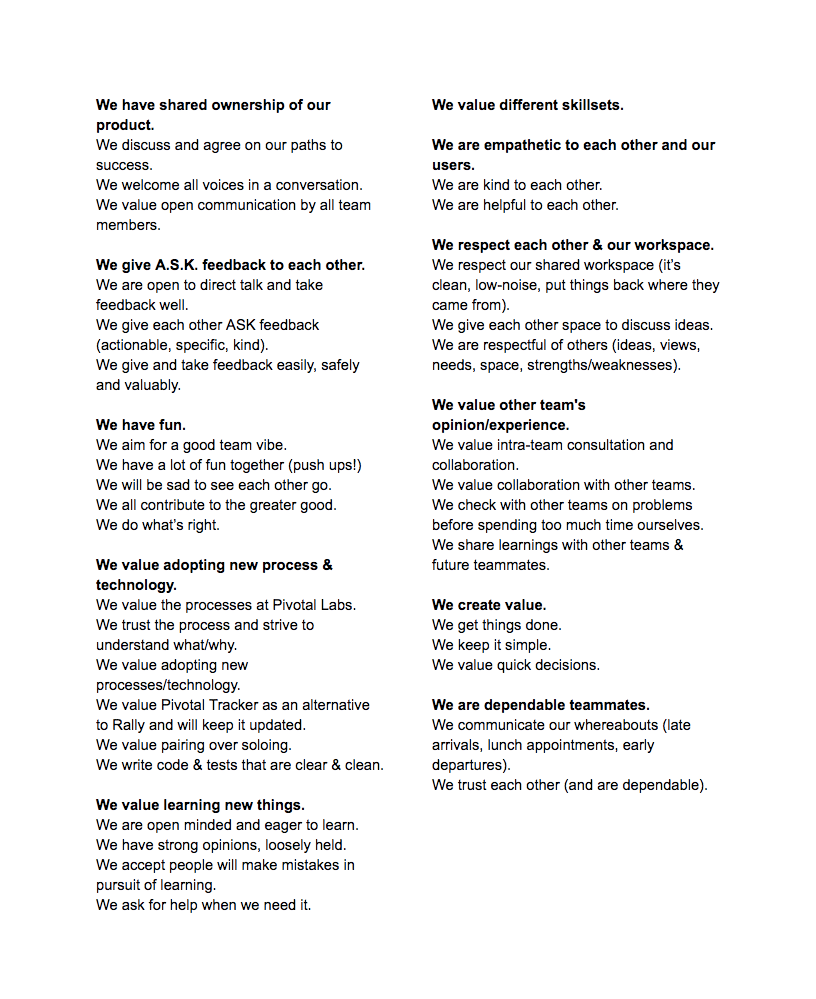 We have shared ownership of our
product.
We discuss and agree on our paths to
success.
We welcome all voices in a conversation.
We value open communication by all team
members.
We give A.S.K. feedback to each other.
We are open to direct talk and take
feedback well.
We give each other ASK feedback
(actionable, specific, kind).
We give and take feedback easily, safely
and valuably.
We have fun.
We aim for a good team vibe.
We have a lot of fun together (push ups!)
We will be sad to see each other go.
We all contribute to the greater good.
We do what’s right.
We value adopting new process &
technology.
We value the processes at Pivotal Labs.
We trust the process and strive to
understand what/why.
We value adopting new
processes/technology.
We value Pivotal Tracker as an alternative
to Rally and will keep it updated.
We value pairing over soloing.
We write code & tests that are clear & clean.
We value learning new things.
We are open minded and eager to learn.
We have strong opinions, loosely held.
We accept people will make mistakes in
pursuit of learning.
We ask for help when we need it.
We value different skillsets.
We are empathetic to each other and our
users.
We are kind to each other.
We are helpful to each other.
We respect each other & our workspace.
We respect our shared workspace (it’s
clean, low-noise, put things back where they
came from).
We give each other space to discuss ideas.
We are respectful of others (ideas, views,
needs, space, strengths/weaknesses).
We value other team's
opinion/experience.
We value intra-team consultation and
collaboration.
We value collaboration with other teams.
We check with other teams on problems
before spending too much time ourselves.
We share learnings with other teams &
future teammates.
We create value.
We get things done.
We keep it simple.
We value quick decisions.
We are dependable teammates.
We communicate our whereabouts (late
arrivals, lunch appointments, early
departures).
We trust each other (and are dependable).